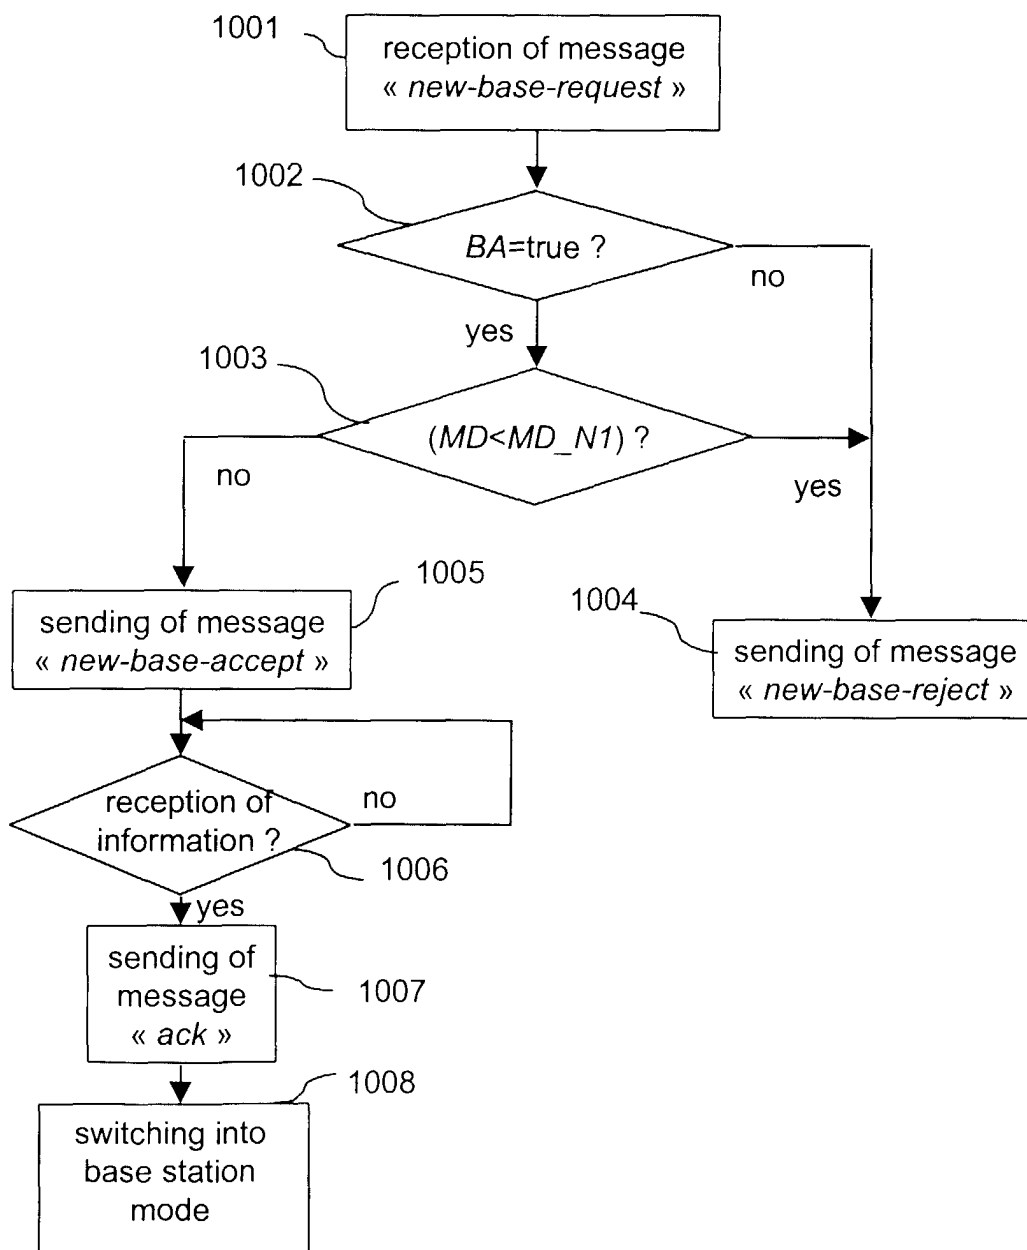 1001
reception of message
« new-base-request »
1002
BA=true ?
no
yes
1003
(MD<MD_N1) ?
no
yes
1005
sending of message
« new-base-accept »
1004
sending of message
« new-base-reject »
reception of
information ?
no
1006
yes
sending of
message
« ack »
1007
1008
switching into
base station
mode